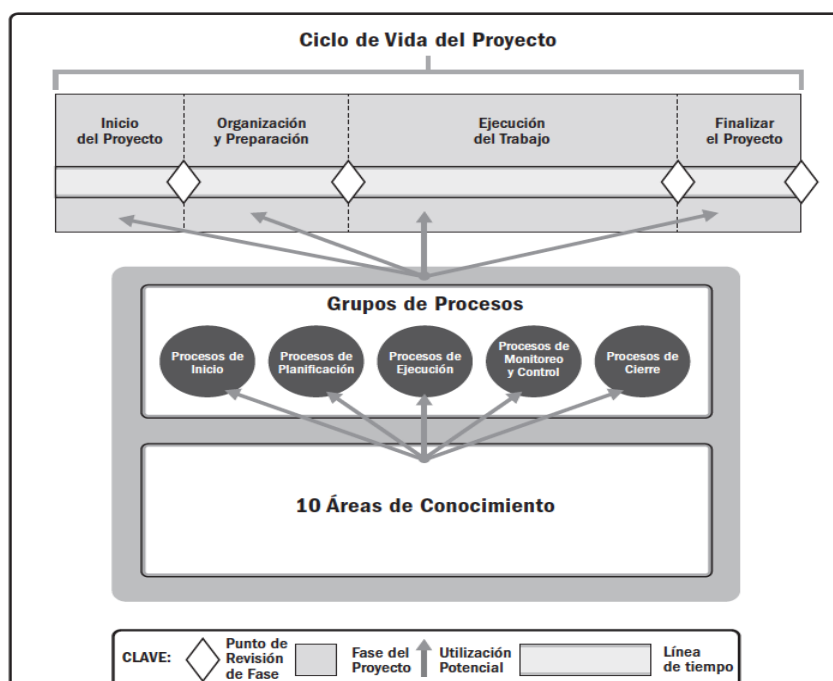 Ciclo de Vida del Proyecto
Inicio
del Proyecto
Organización
y Preparación
Ejecución
del Trabajo
Finalizar
el Proyecto
Grupos de Procesos
Procesos de
Inicio
Procesos de
Planificación
Procesos de
Ejecución
Procesos de
Monitoreo
y Control
Procesos de
Cierre
10 Áreas de Conocimiento
CLAVE:
Punto de
Revisión
de Fase
Fase del
Proyecto
Utilización
Potencial
Línea
de tiempo